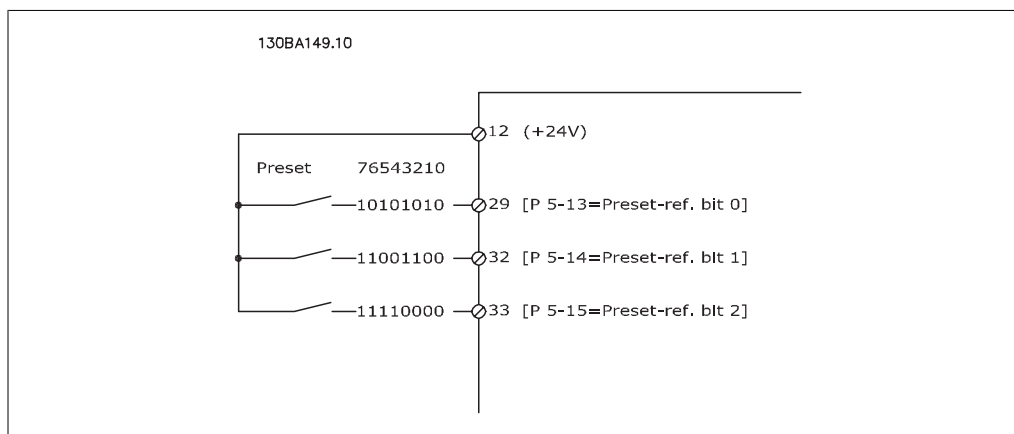 130BA149.10
12 (+24V)
Preset 76543210
10101010 29 [P 5-13=Preset-ref. bit 0]
11001100 32 [P 5-14=Preset-ref. bit 1]
11110000 33 [P 5-15=Preset-ref. bit 2]